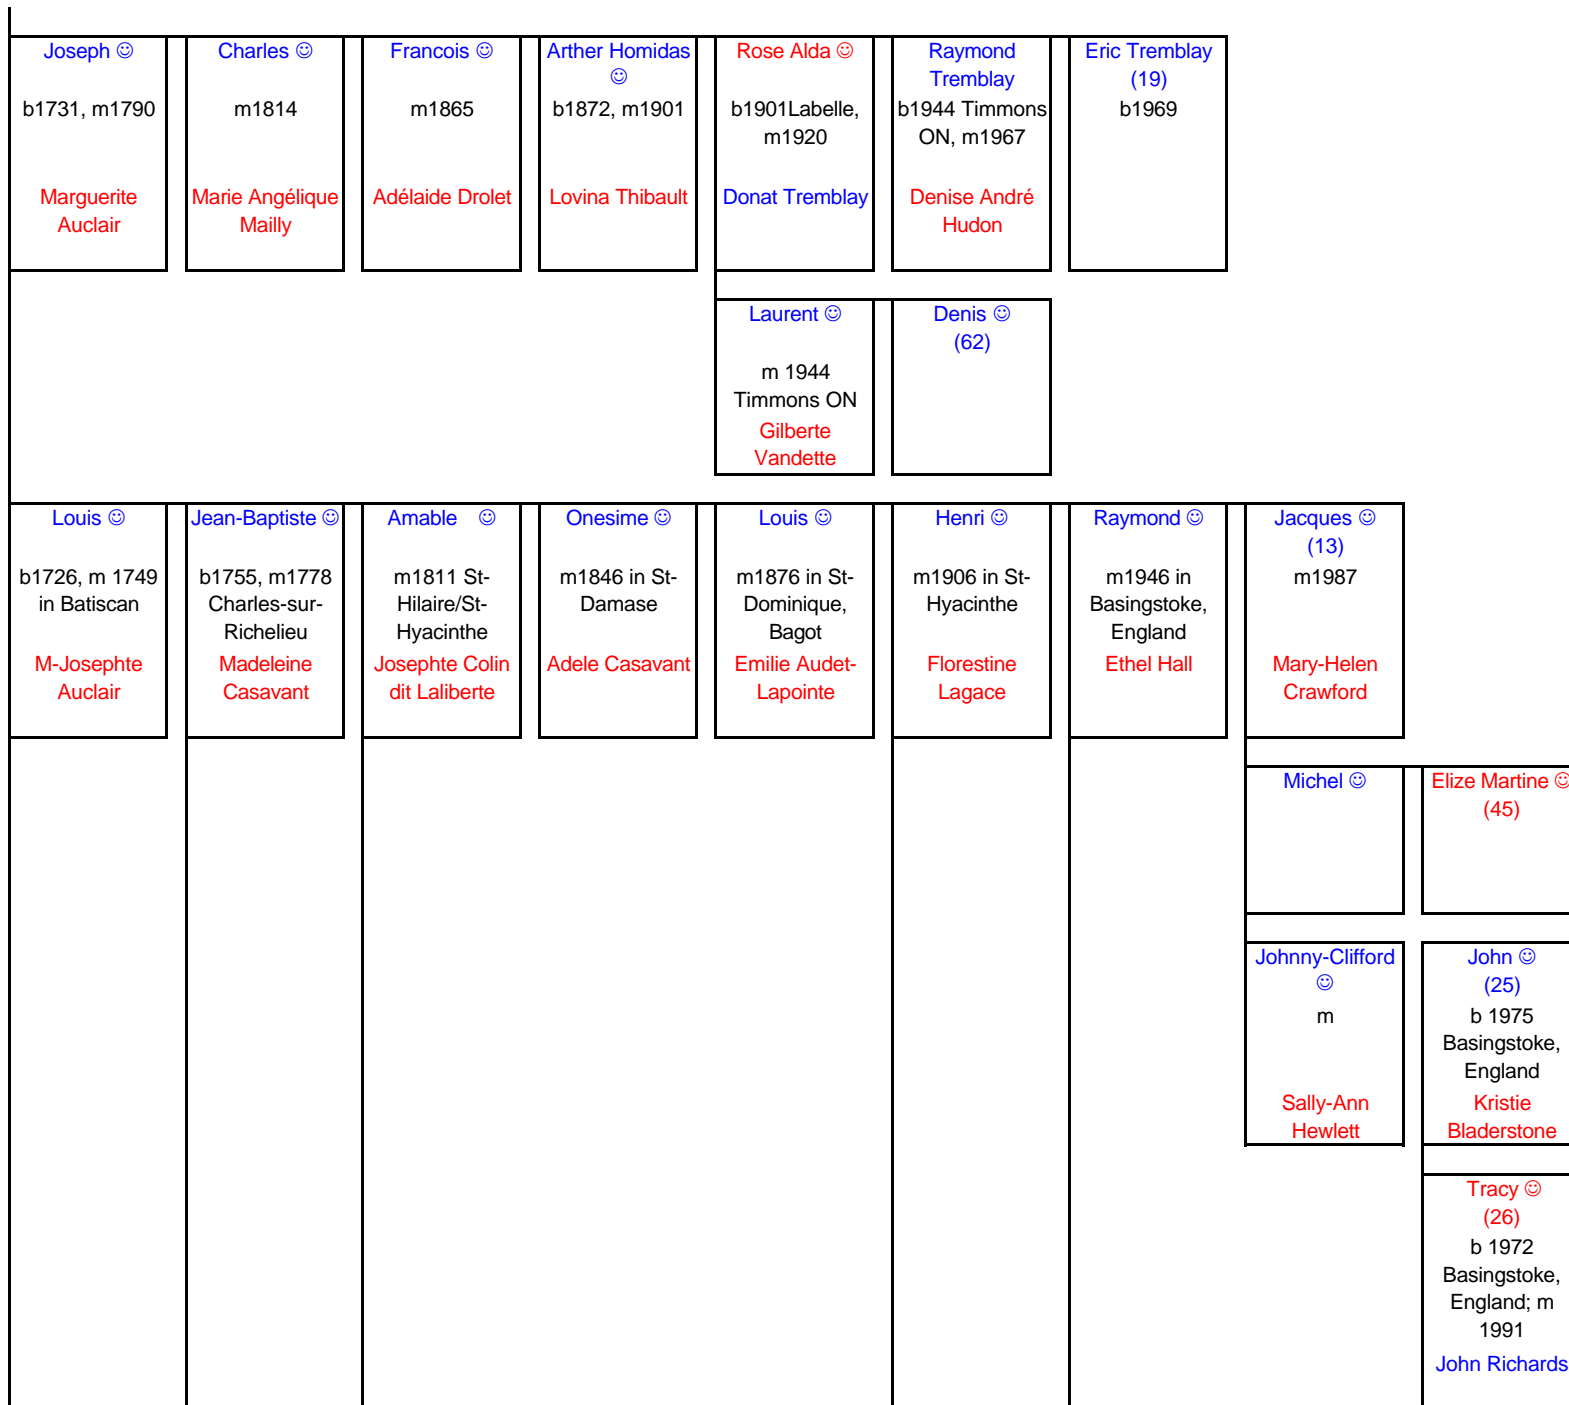 Joseph ☺
b1731, m1790
Marguerite
Auclair
Charles ☺
m1814
Marie Angélique
Mailly
Francois ☺
m1865
Adélaide Drolet
Arther Homidas
☺
b1872, m1901
Lovina Thibault
Rose Alda ☺
b1901Labelle,
m1920
Donat Tremblay
Raymond
Tremblay
b1944 Timmons
ON, m1967
Denise André
Hudon
Eric Tremblay
(19)
b1969
Laurent ☺
m 1944
Timmons ON
Gilberte
Vandette
Denis ☺
(62)
Louis ☺
b1726, m 1749
in Batiscan
M-Josephte
Auclair
Jean-Baptiste ☺
b1755, m1778
Charles-sur-
Richelieu
Madeleine
Casavant
Amable ☺
m1811 St-
Hilaire/St-
Hyacinthe
Josephte Colin
dit Laliberte
Onesime ☺
m1846 in St-
Damase
Adele Casavant
Louis ☺
m1876 in St-
Dominique,
Bagot
Emilie Audet-
Lapointe
Henri ☺
m1906 in St-
Hyacinthe
Florestine
Lagace
Raymond ☺
m1946 in
Basingstoke,
England
Ethel Hall
Jacques ☺
(13)
m1987
Mary-Helen
Crawford
Michel ☺
Elize Martine ☺
(45)
Johnny-Clifford
☺
m
Sally-Ann
Hewlett
John ☺
(25)
b 1975
Basingstoke,
England
Kristie
Bladerstone
Tracy ☺
(26)
b 1972
Basingstoke,
England; m
1991
John Richards